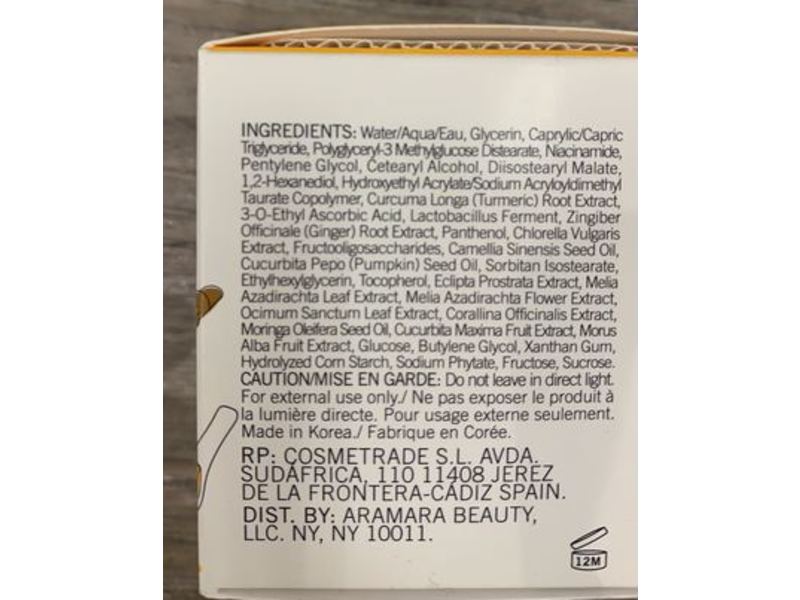 INGREDIENTS: Water/Aqua/Eau, Glycerin, Caprylic/Capric
Triglyceride, Polyglyceryl-3 Methylglucose Distearate, Niacinamide,
Pentylene Glycol, Cetearyl Alcohol, Diisostearyl Malate,
1,2-Hexanediol, Hydroxyethyl Acrylate/Sodium Acryloyldimethyl
Taurate Copolymer, Curcuma Longa (Turmeric) Root Extract,
3-O-Ethyl Ascorbic Acid, Lactobacillus Ferment, Zingiber
Officinale (Ginger) Root Extract, Panthenol, Chlorella Vulgaris
Extract, Fructooligosaccharides, Camellia Sinensis Seed Oil,
Cucurbita Pepo (Pumpkin) Seed Oil, Sorbitan Isostearate,
Ethylhexylglycerin, Tocopherol, Eclipta Prostrata Extract, Melia
Azadirachta Leaf Extract, Melia Azadirachta Flower Extract,
Ocimum Sanctum Leaf Extract, Corallina Officinalis Extract,
Moringa Oleifera Seed Oil, Cucurbita Maxima Fruit Extract, Morus
Alba Fruit Extract, Glucose, Butylene Glycol, Xanthan Gum,
Hydrolyzed Corn Starch, Sodium Phytate, Fructose, Sucrose.
CAUTION/MISE EN GARDE: Do not leave in direct light.
For external use only./ Ne pas exposer le produit à
la lumière directe. Pour usage externe seulement.
Made in Korea./ Fabrique en Corée.
RP: COSMETRADE S.L. AVDA.
SUDÁFRICA, 110 11408 JEREZ
DE LA FRONTERA-CÁDIZ SPAIN.
DIST. BY: ARAMARA BEAUTY,
LLC. NY, NY 10011.
12M